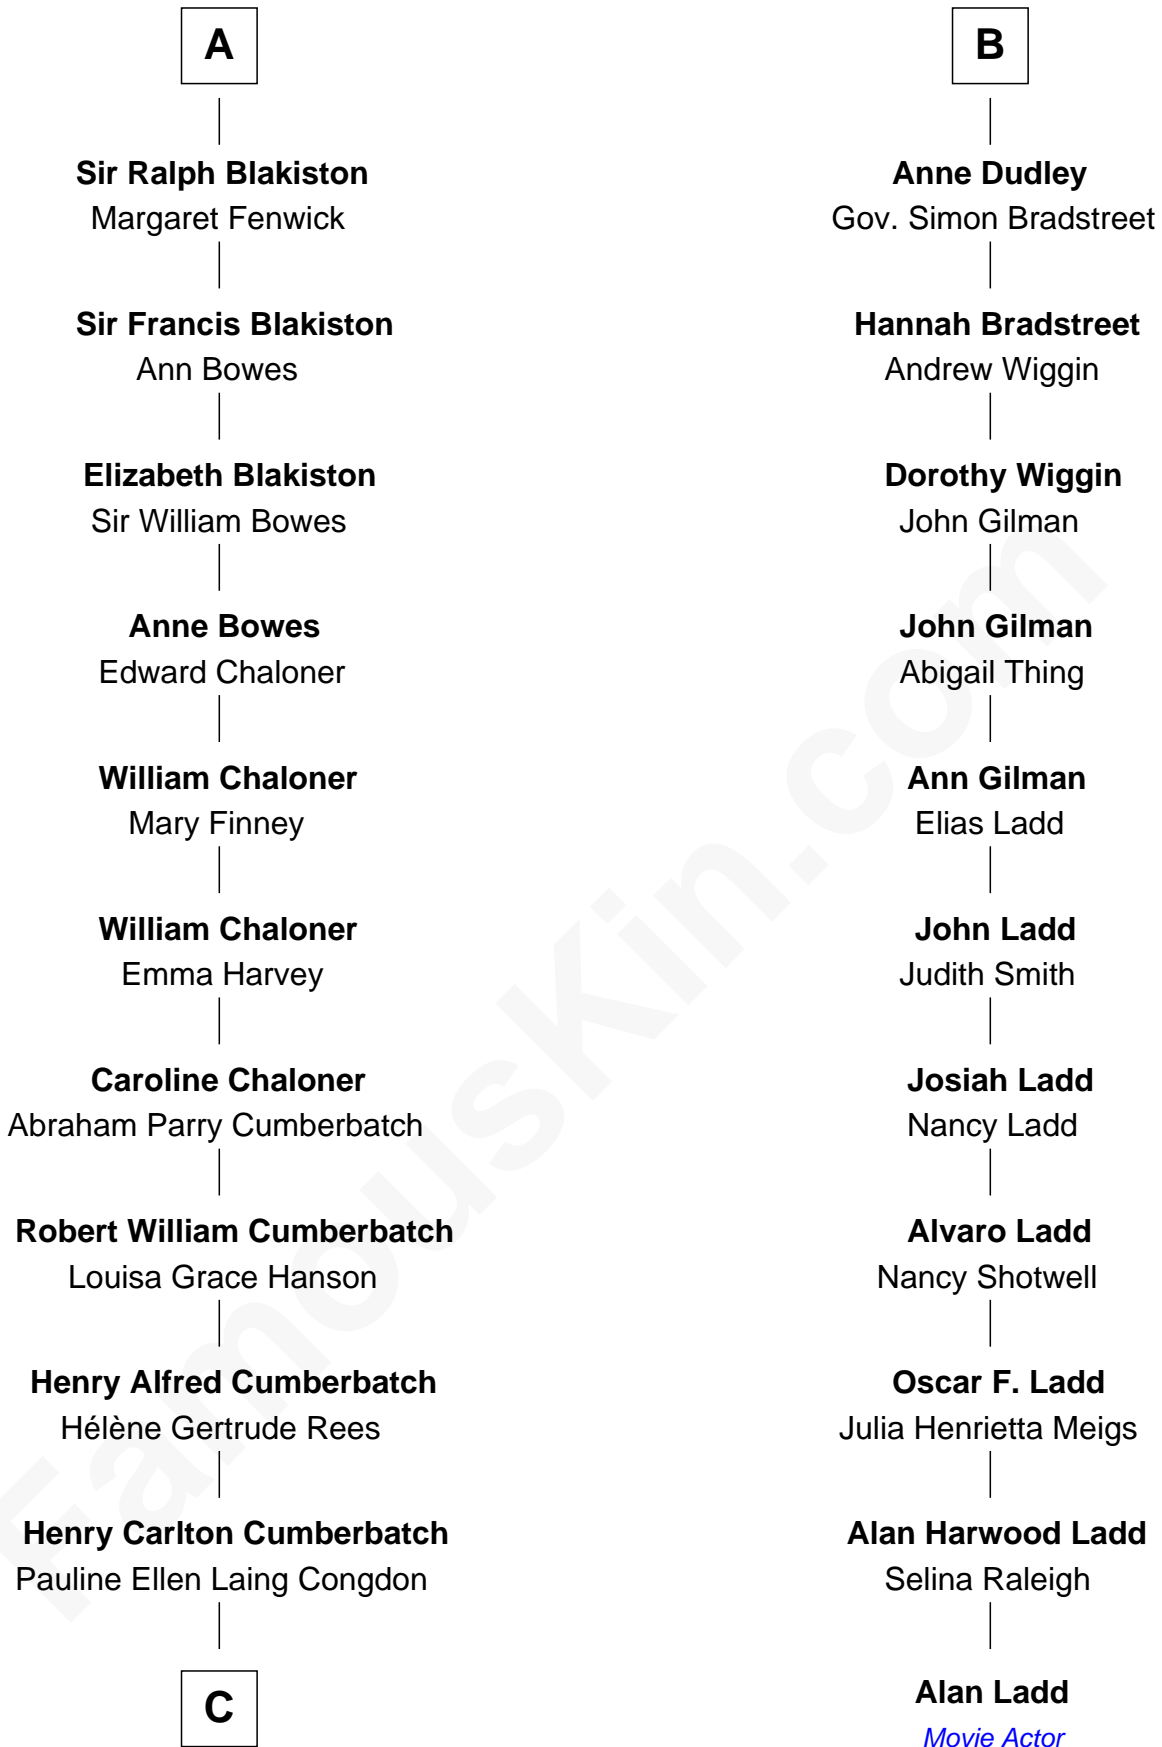 A
Sir Ralph Blakiston
Margaret Fenwick
Sir Francis Blakiston
Ann Bowes
Elizabeth Blakiston
Sir William Bowes
Anne Bowes
Edward Chaloner
William Chaloner
Mary Finney
William Chaloner
Emma Harvey
Caroline Chaloner
Abraham Parry Cumberbatch
Robert William Cumberbatch
Louisa Grace Hanson
Henry Alfred Cumberbatch
Hélène Gertrude Rees
Henry Carlton Cumberbatch
Pauline Ellen Laing Congdon
C
B
Anne Dudley
Gov. Simon Bradstreet
Hannah Bradstreet
Andrew Wiggin
Dorothy Wiggin
John Gilman
John Gilman
Abigail Thing
Ann Gilman
Elias Ladd
John Ladd
Judith Smith
Josiah Ladd
Nancy Ladd
Alvaro Ladd
Nancy Shotwell
Oscar F. Ladd
Julia Henrietta Meigs
Alan Harwood Ladd
Selina Raleigh
Alan Ladd
Movie Actor
FamousKin.com